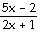 5x − 2
2x + 1